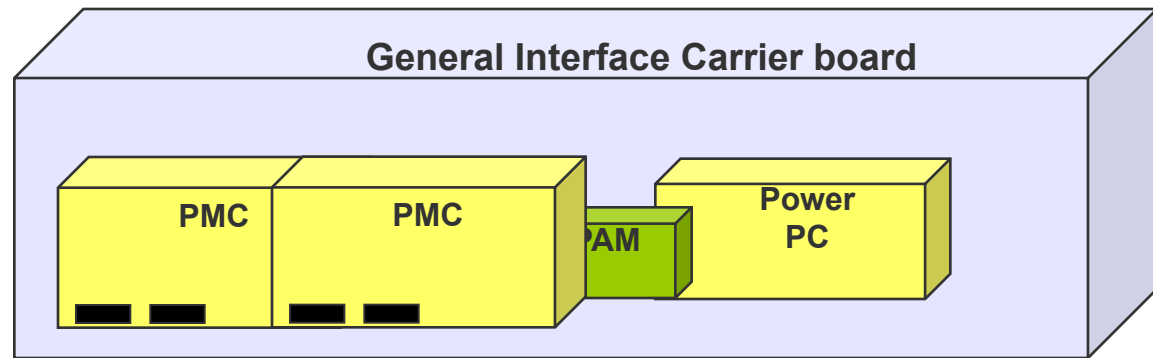 General Interface Carrier board
PMC
PMC
PAM
Power
PC